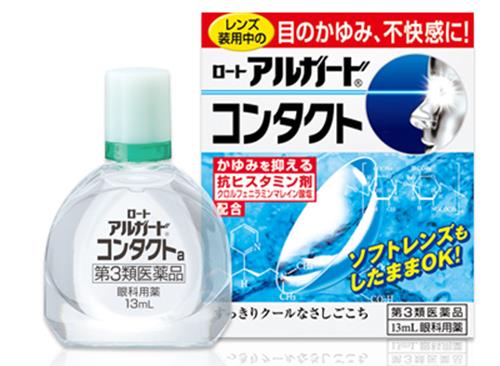 レンズ
装用中の
目のかゆみ、不快感に!
ロート アルガード®
コンタクト
かゆみを抑える
抗ヒスタミン剤
クロルフェニラミンマレイン酸塩
配合
ソフトレンズも
したままOK!
CH₃
CH₃
CO₂H
すっきりクールなさしごこち
第3類医薬品
13mL 眼科用薬
ロート
アルガード®
コンタクトa
第3類医薬品
眼科用薬
13mL